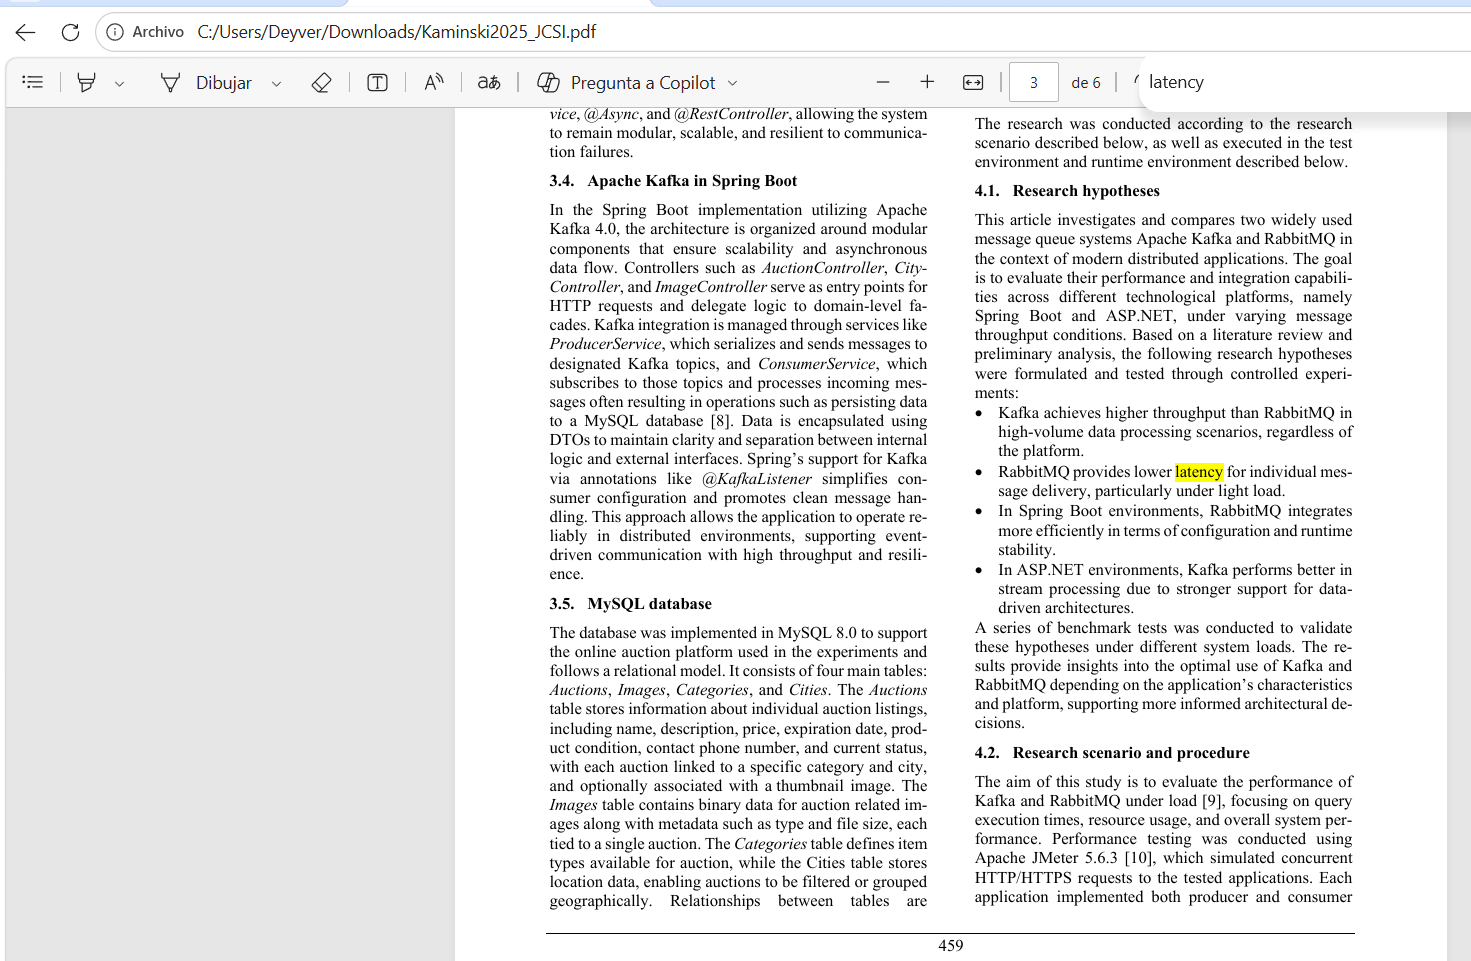 Archivo C:/Users/Deyver/Downloads/Kaminski2025_JCSI.pdf
Dibujar
Pregunta a Copilot
3 de 6
latency
vice, @Async, and @RestController, allowing the system
to remain modular, scalable, and resilient to communica-
tion failures.
3.4. Apache Kafka in Spring Boot
In the Spring Boot implementation utilizing Apache
Kafka 4.0, the architecture is organized around modular
components that ensure scalability and asynchronous
data flow. Controllers such as AuctionController, City-
Controller, and ImageController serve as entry points for
HTTP requests and delegate logic to domain-level fa-
cades. Kafka integration is managed through services like
ProducerService, which serializes and sends messages to
designated Kafka topics, and ConsumerService, which
subscribes to those topics and processes incoming mes-
sages often resulting in operations such as persisting data
to a MySQL database [8]. Data is encapsulated using
DTOs to maintain clarity and separation between internal
logic and external interfaces. Spring’s support for Kafka
via annotations like @KafkaListener simplifies con-
sumer configuration and promotes clean message han-
dling. This approach allows the application to operate re-
liably in distributed environments, supporting event-
driven communication with high throughput and resili-
ence.
3.5. MySQL database
The database was implemented in MySQL 8.0 to support
the online auction platform used in the experiments and
follows a relational model. It consists of four main tables:
Auctions, Images, Categories, and Cities. The Auctions
table stores information about individual auction listings,
including name, description, price, expiration date, prod-
uct condition, contact phone number, and current status,
with each auction linked to a specific category and city,
and optionally associated with a thumbnail image. The
Images table contains binary data for auction related im-
ages along with metadata such as type and file size, each
tied to a single auction. The Categories table defines item
types available for auction, while the Cities table stores
location data, enabling auctions to be filtered or grouped
geographically. Relationships between tables are
The research was conducted according to the research
scenario described below, as well as executed in the test
environment and runtime environment described below.
4.1. Research hypotheses
This article investigates and compares two widely used
message queue systems Apache Kafka and RabbitMQ in
the context of modern distributed applications. The goal
is to evaluate their performance and integration capabili-
ties across different technological platforms, namely
Spring Boot and ASP.NET, under varying message
throughput conditions. Based on a literature review and
preliminary analysis, the following research hypotheses
were formulated and tested through controlled experi-
ments:
• Kafka achieves higher throughput than RabbitMQ in
high-volume data processing scenarios, regardless of
the platform.
• RabbitMQ provides lower latency for individual mes-
sage delivery, particularly under light load.
• In Spring Boot environments, RabbitMQ integrates
more efficiently in terms of configuration and runtime
stability.
• In ASP.NET environments, Kafka performs better in
stream processing due to stronger support for data-
driven architectures.
A series of benchmark tests was conducted to validate
these hypotheses under different system loads. The re-
sults provide insights into the optimal use of Kafka and
RabbitMQ depending on the application’s characteristics
and platform, supporting more informed architectural de-
cisions.
4.2. Research scenario and procedure
The aim of this study is to evaluate the performance of
Kafka and RabbitMQ under load [9], focusing on query
execution times, resource usage, and overall system per-
formance. Performance testing was conducted using
Apache JMeter 5.6.3 [10], which simulated concurrent
HTTP/HTTPS requests to the tested applications. Each
application implemented both producer and consumer
459